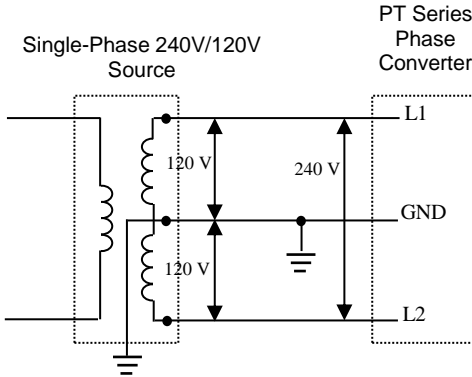 PT Series
Phase
Converter
Single-Phase 240V/120V
Source
L1
120 V
240 V
GND
120 V
L2